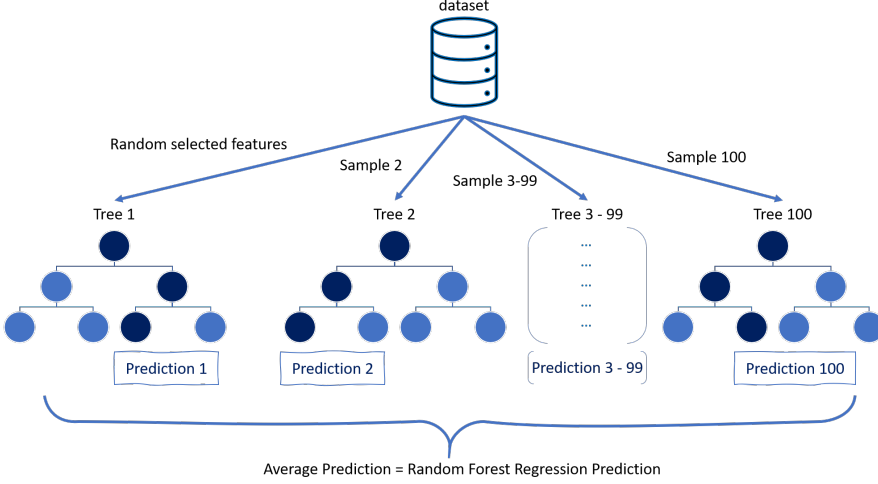 dataset
Random selected features
Sample 2
Sample 3-99
Sample 100
Tree 1
Tree 2
Tree 3 - 99
Tree 100
...
...
...
...
...
Prediction 1
Prediction 2
Prediction 3 - 99
Prediction 100
Average Prediction = Random Forest Regression Prediction